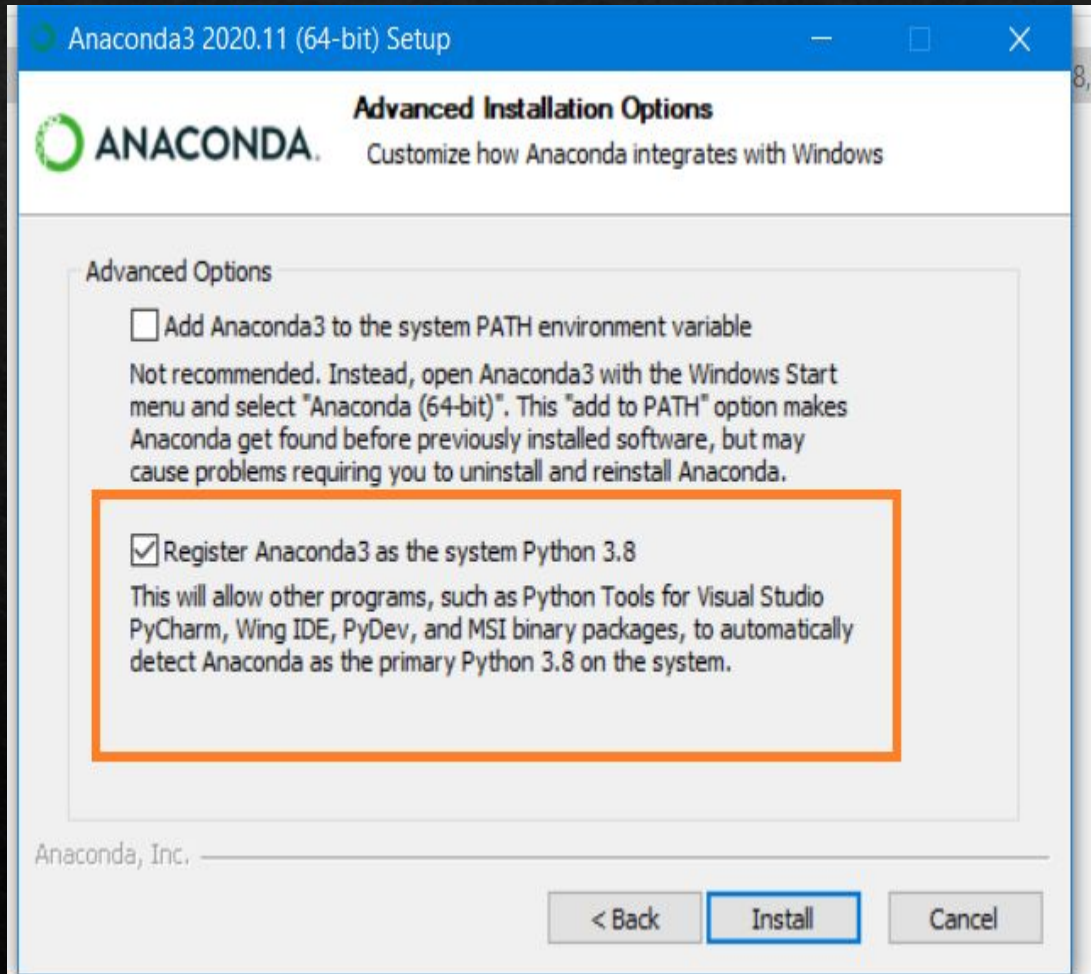 Anaconda3 2020.11 (64-bit) Setup
8,
ANACONDA.
Advanced Installation Options
Customize how Anaconda integrates with Windows
Advanced Options
Add Anaconda3 to the system PATH environment variable
Not recommended. Instead, open Anaconda3 with the Windows Start
menu and select "Anaconda (64-bit)". This "add to PATH" option makes
Anaconda get found before previously installed software, but may
cause problems requiring you to uninstall and reinstall Anaconda.
Register Anaconda3 as the system Python 3.8
This will allow other programs, such as Python Tools for Visual Studio
PyCharm, Wing IDE, PyDev, and MSI binary packages, to automatically
detect Anaconda as the primary Python 3.8 on the system.
Anaconda, Inc.
< Back
Install
Cancel